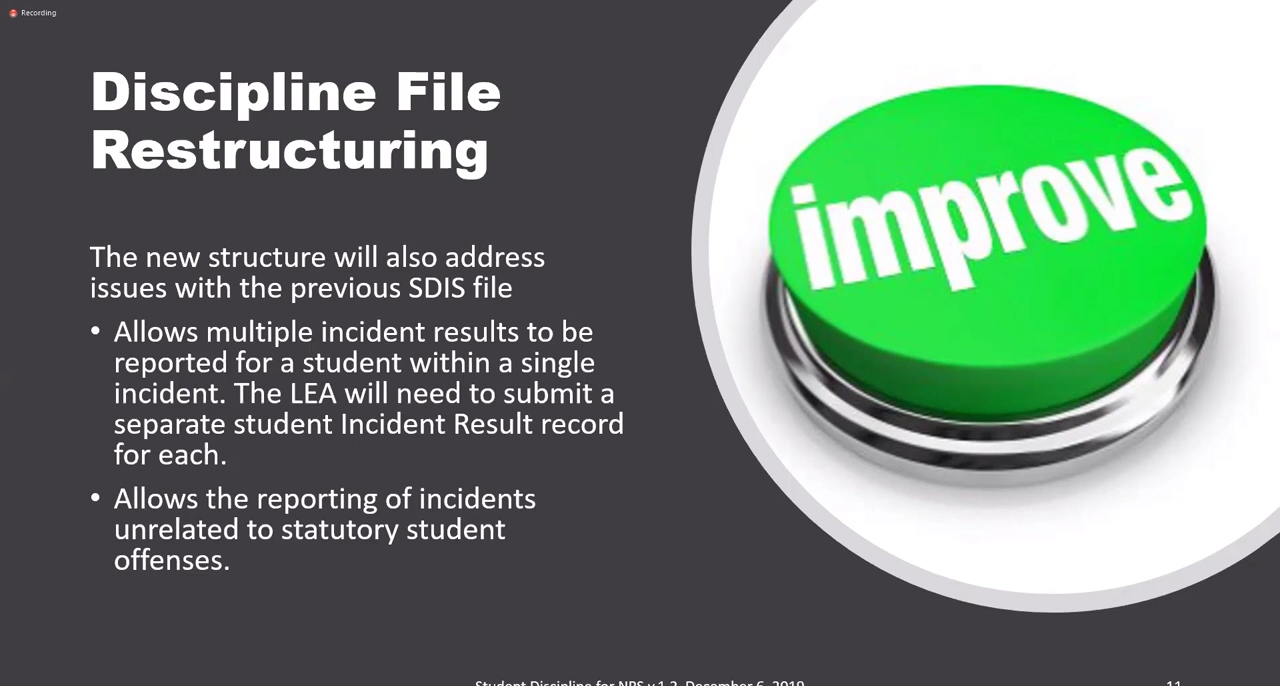 Recording
Discipline File
Restructuring
improve
The new structure will also address
issues with the previous SDIS file
• Allows multiple incident results to be
reported for a student within a single
incident. The LEA will need to submit a
separate student Incident Result record
for each.
• Allows the reporting of incidents
unrelated to statutory student
offenses.
Student Discipline for NRS v.1.2, December 6, 2019
11